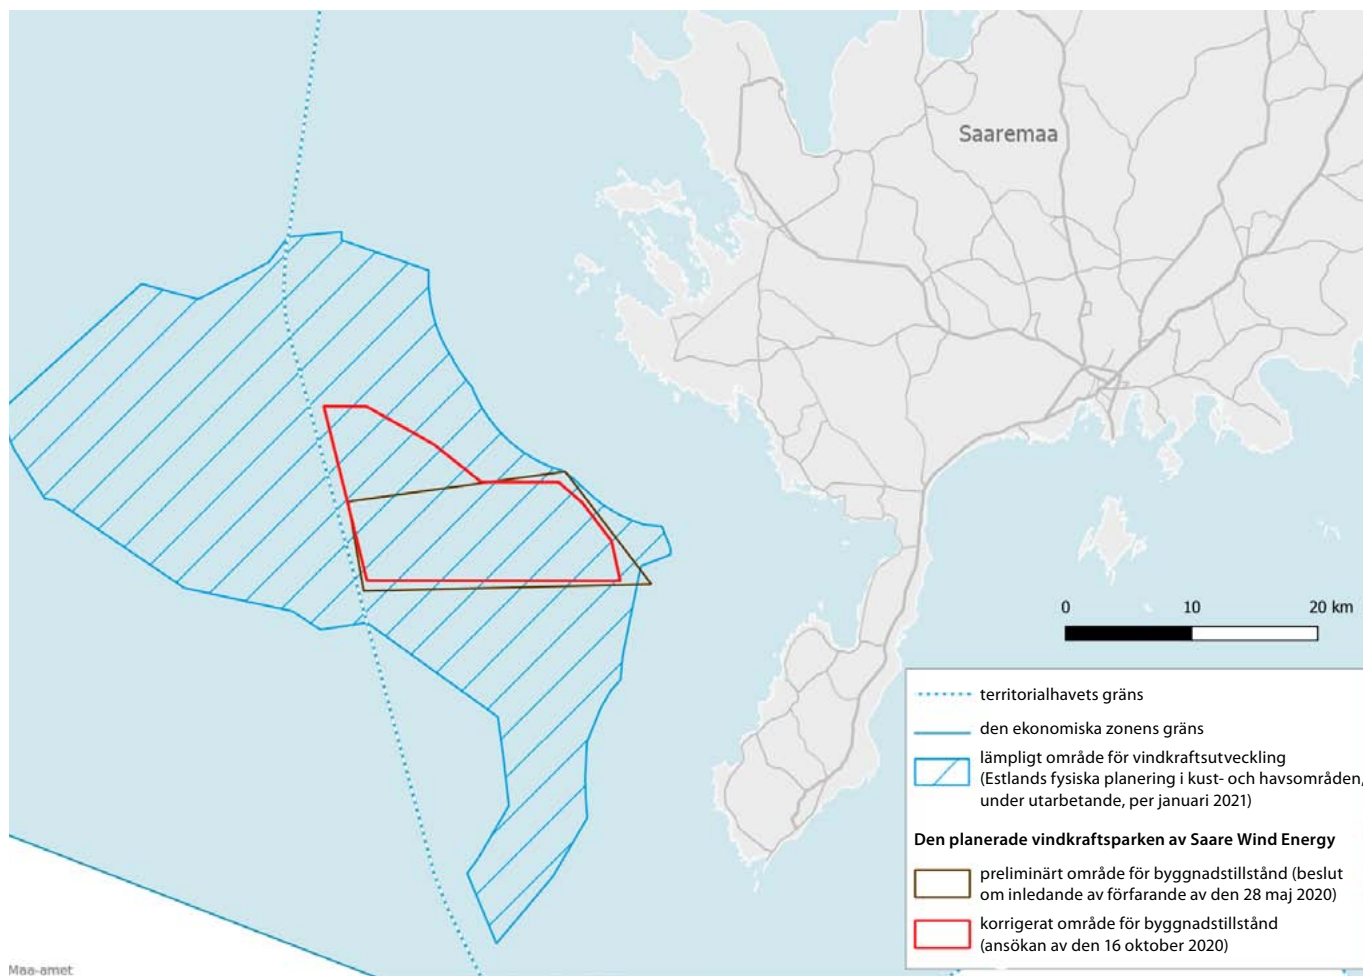 Saaremaa
0 10 20 km
territorialhavets gräns
den ekonomiska zonens gräns
lämpligt område för vindkraftsutveckling
(Estlands fysiska planering i kust- och havsområden,
under utarbetande, per januari 2021)
Den planerade vindkraftsparken av Saare Wind Energy
preliminärt område för byggnadstillstånd (beslut
om inledande av förfarande av den 28 maj 2020)
korrigerat område för byggnadstillstånd
(ansökan av den 16 oktober 2020)
Maa-amet